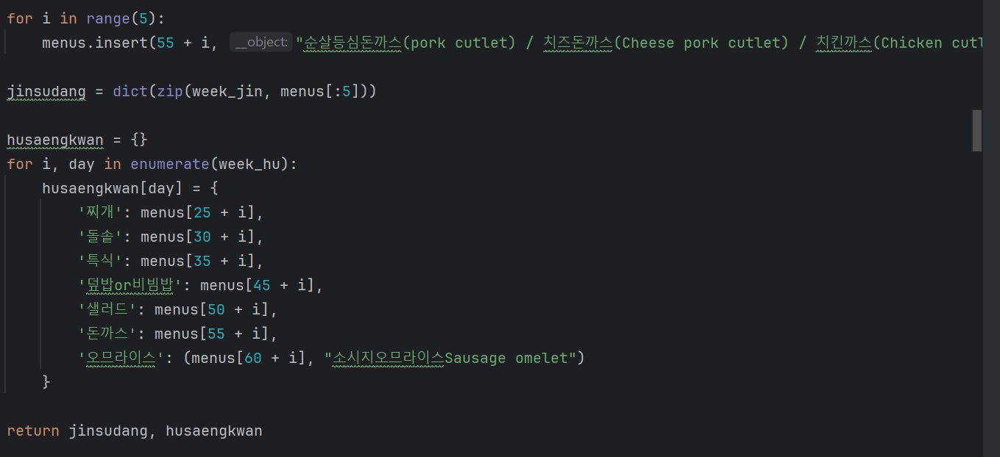 for i in range(5):
    menus.insert(55 + i, __object: "순살등심돈까스(pork cutlet) / 치즈돈까스(Cheese pork cutlet) / 치킨까스(Chicken
jinsudang = dict(zip(week_jin, menus[:5]))
husaengkwan = {}
for i, day in enumerate(week_hu):
    husaengkwan[day] = {
        '찌개': menus[25 + i],
        '돌솥': menus[30 + i],
        '특식': menus[35 + i],
        '덮밥or비빔밥': menus[45 + i],
        '샐러드': menus[50 + i],
        '돈까스': menus[55 + i],
        '오므라이스': (menus[60 + i], "소시지오므라이스Sausage omelet")
    }
return jinsudang, husaengkwan